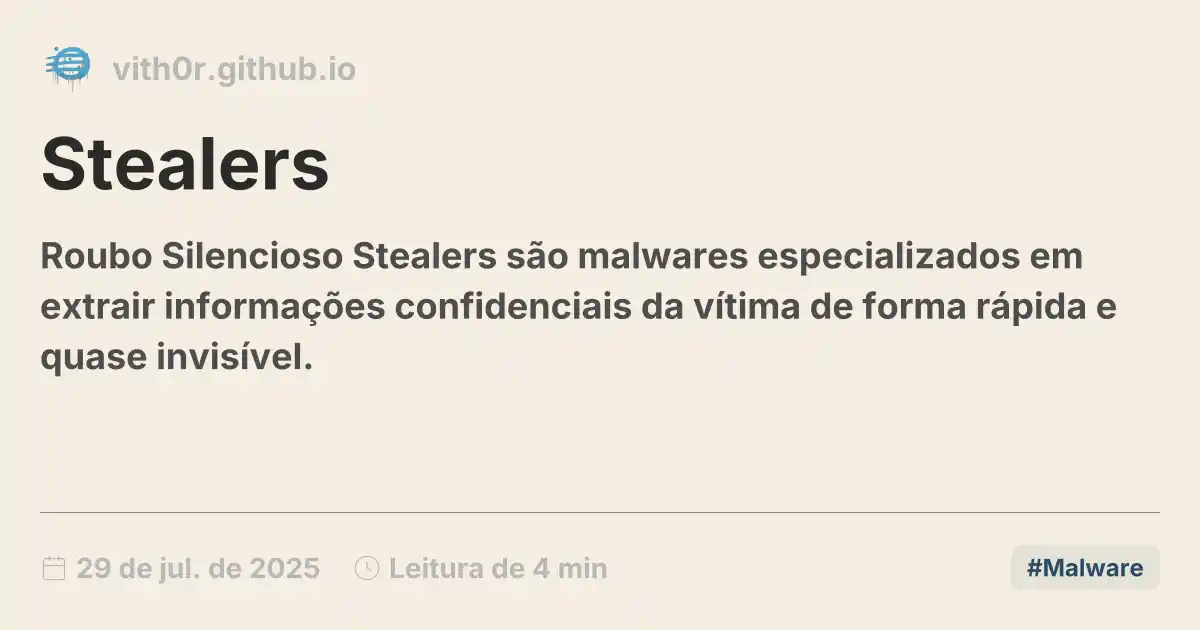 vith0r.github.io
Stealers
Roubo Silencioso Stealers são malwares especializados em
extrair informações confidenciais da vítima de forma rápida e
quase invisível.
29 de jul. de 2025
Leitura de 4 min
#Malware